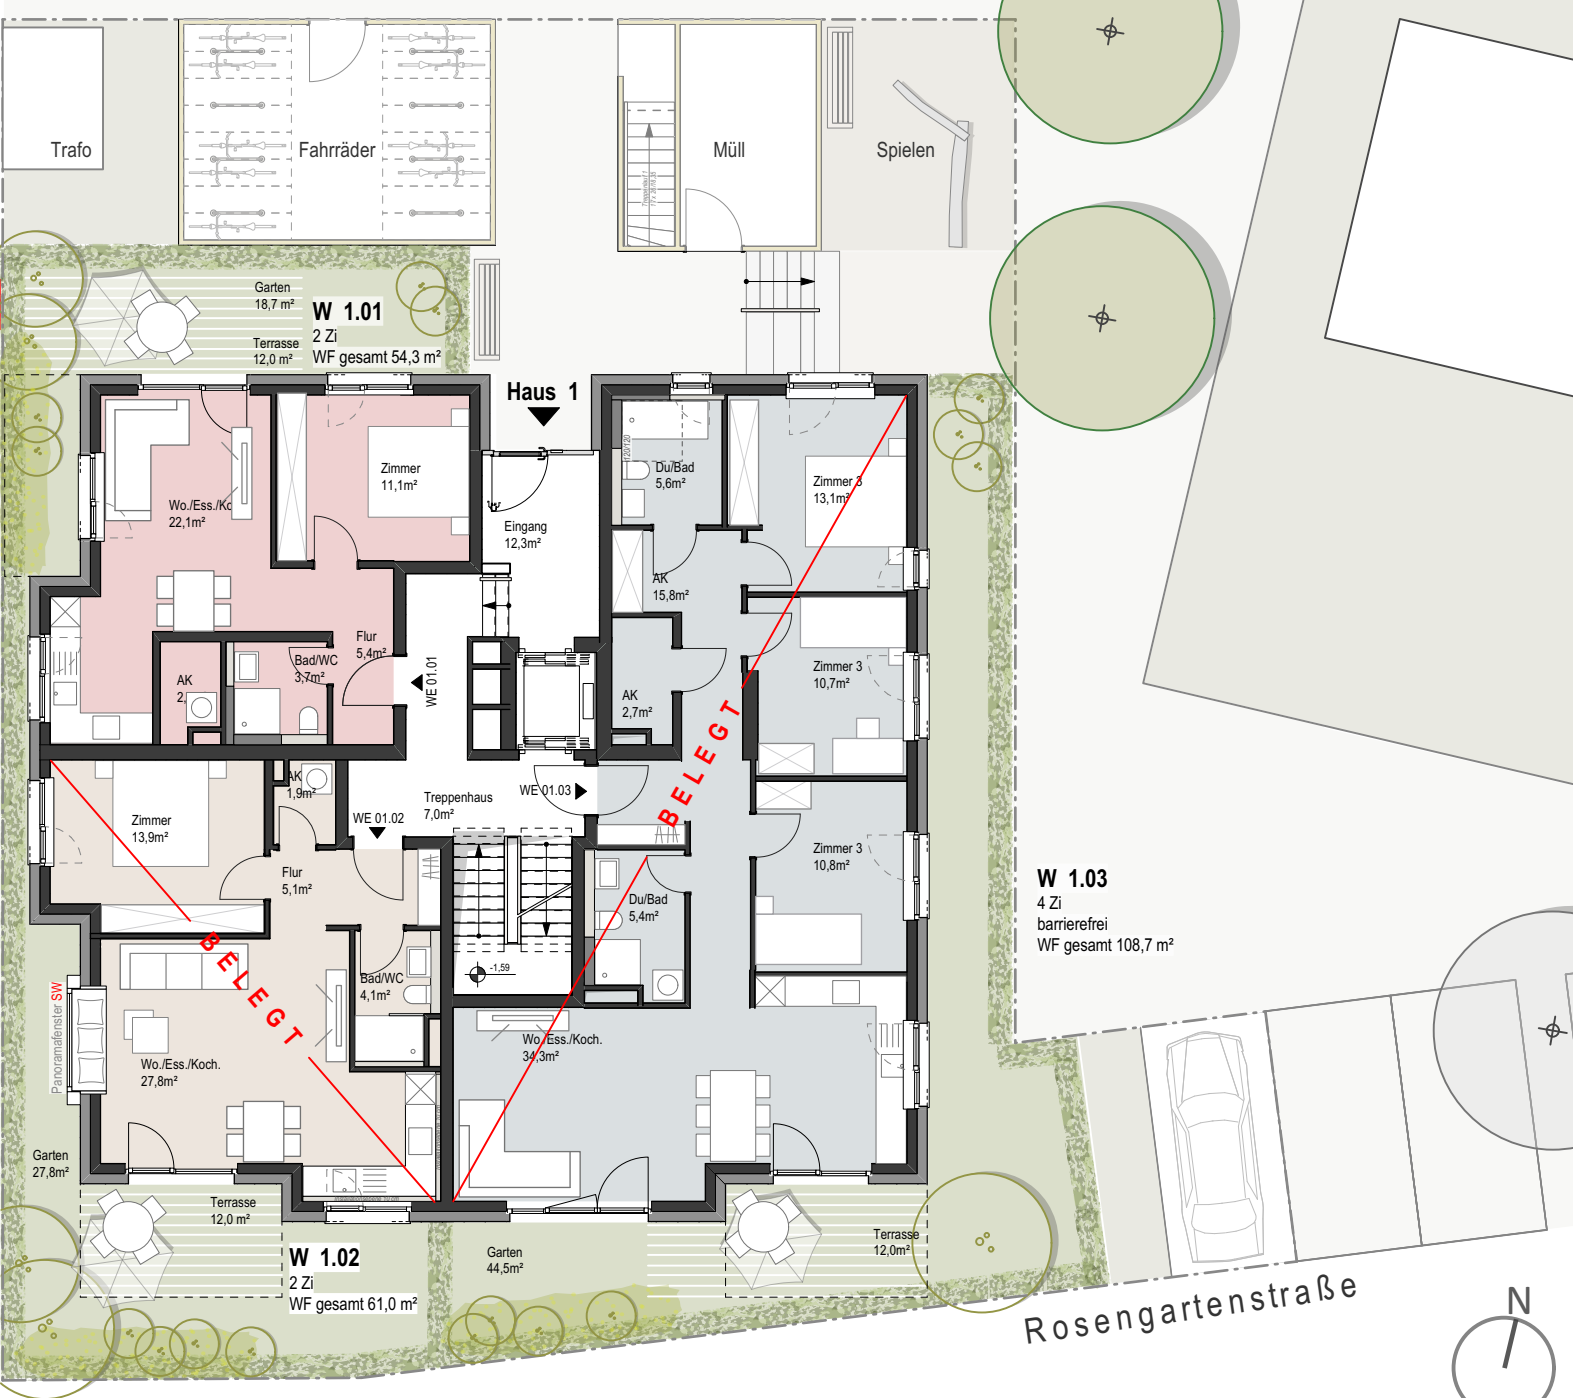 Trafo
Fahrräder
Müll
Spielen
Garten
18,7 m²
Terrasse
12,0 m²
W 1.01
2 Zi
WF gesamt 54,3 m²
Haus 1
Zimmer
11,1m²
Wo./Ess./Ko
22,1m²
Eingang
12,3m²
120/120
Du/Bad
5,6m²
Zimmer 3
13,1m²
AK
15,8m²
Flur
5,4m²
Bad/WC
3,7m²
AK
2,
WE 01.01
AK
2,7m²
Zimmer 3
10,7m²
BELEGT
AK
1,9m²
Zimmer
13,9m²
Treppenhaus
7,0m²
WE 01.03
WE 01.02
Flur
5,1m²
Zimmer 3
10,8m²
Du/Bad
5,4m²
W 1.03
4 Zi
barrierefrei
WF gesamt 108,7 m²
BELEGT
Bad/WC
4,1m²
-1,59
Panoramafenster SW
Wo./Ess./Koch.
27,8m²
Wo./Ess./Koch.
34,3m²
Garten
27,8m²
Terrasse
12,0 m²
W 1.02
2 Zi
WF gesamt 61,0 m²
Garten
44,5m²
Terrasse
12,0m²
Rosengartenstraße
N